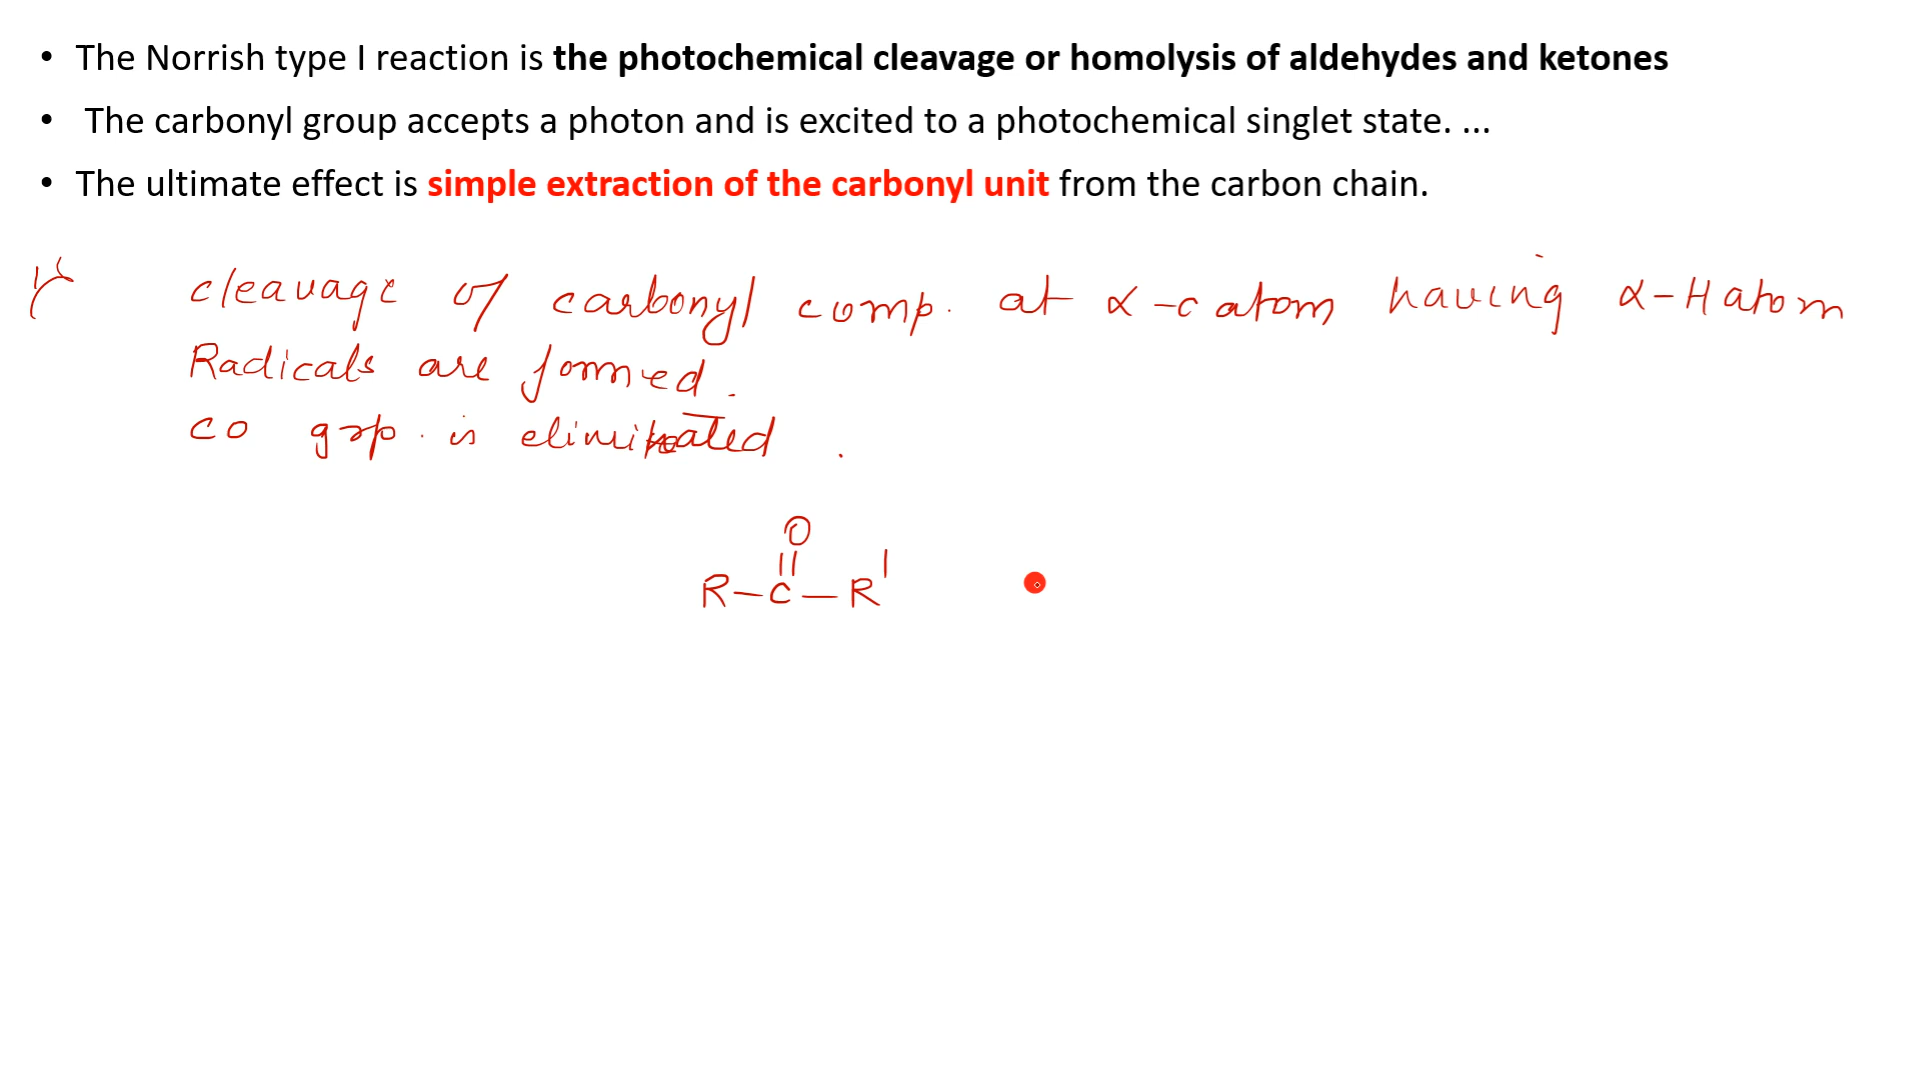 • The Norrish type I reaction is the photochemical cleavage or homolysis of aldehydes and ketones
• The carbonyl group accepts a photon and is excited to a photochemical singlet state. ...
• The ultimate effect is simple extraction of the carbonyl unit from the carbon chain.
cleavage of carbonyl comp. at α-c atom having α-H atom
Radicals are formed.
co grp. is eliminated.
O
||
R-C-R'